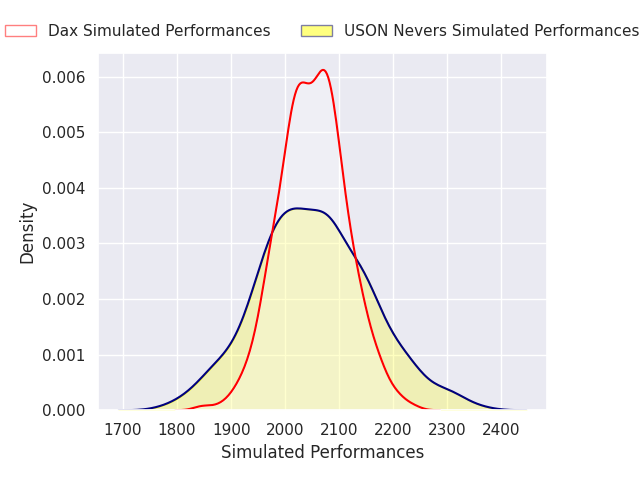 Dax Simulated Performances USON Nevers Simulated Performances
0.006
0.005
0.004
0.003
0.002
0.001
0.000
Density
1700 1800 1900 2000 2100 2200 2300 2400
Simulated Performances